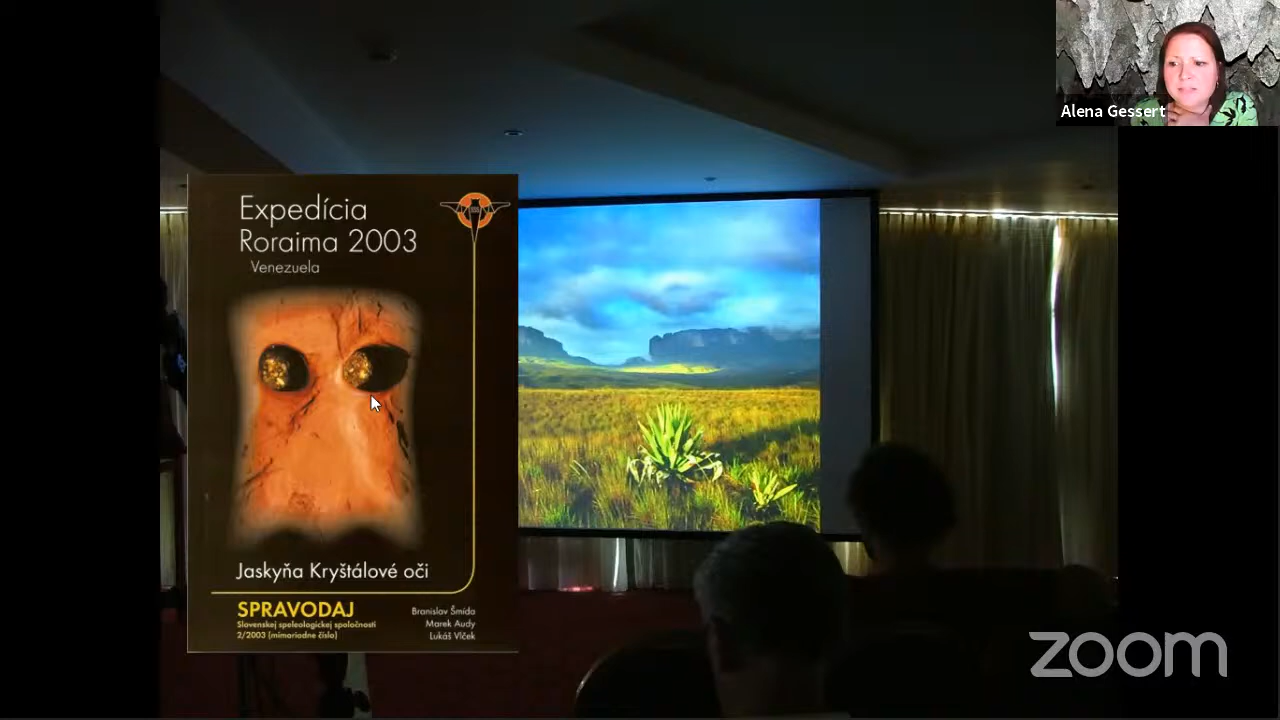 Expedícia
Roraima 2003
Venezuela
Jaskyňa Kryštálové oči
SPRAVODAJ
Slovenskej speleologickej spoločnosti
2/2003 (mimoriadne číslo)
Branislav Šmída
Marek Audy
Lukáš Vlček
Alena Gessert
zoom